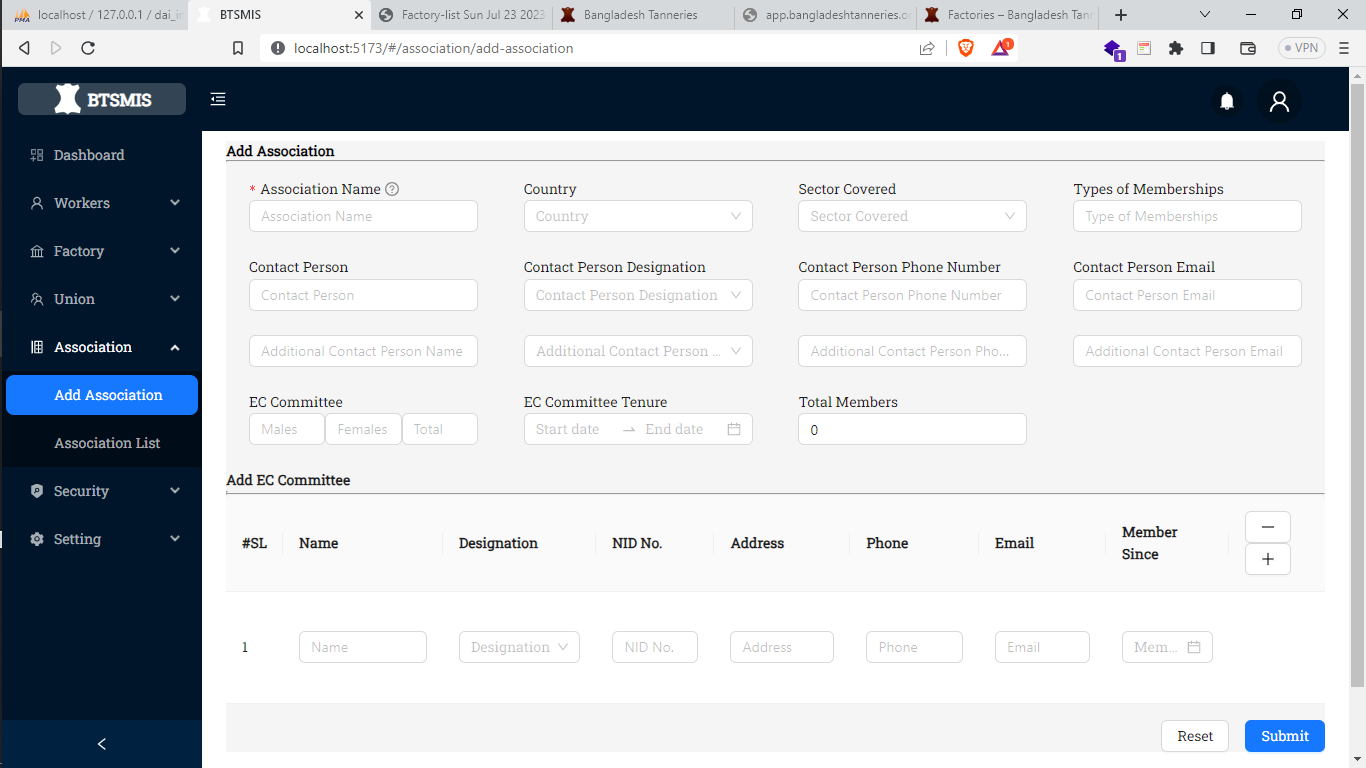 localhost / 127.0.0.1 / dai_in
BTSMIS
Factory-list Sun Jul 23 2023
Bangladesh Tanneries
app.bangladeshtanneries.o
Factories – Bangladesh Tann
localhost:5173/#/association/add-association
1
1
VPN
BTSMIS
Dashboard
Workers
Factory
Union
Association
Add Association
Association List
Security
Setting
Add Association
* Association Name
Country
Sector Covered
Types of Memberships
Association Name
Country
Sector Covered
Type of Memberships
Contact Person
Contact Person Designation
Contact Person Phone Number
Contact Person Email
Contact Person
Contact Person Designation
Contact Person Phone Number
Contact Person Email
Additional Contact Person Name
Additional Contact Person ...
Additional Contact Person Pho...
Additional Contact Person Email
EC Committee
EC Committee Tenure
Total Members
Males
Females
Total
Start date
End date
0
Add EC Committee
#SL
Name
Designation
NID No.
Address
Phone
Email
Member
Since
1
Name
Designation
NID No.
Address
Phone
Email
Mem...
Reset
Submit